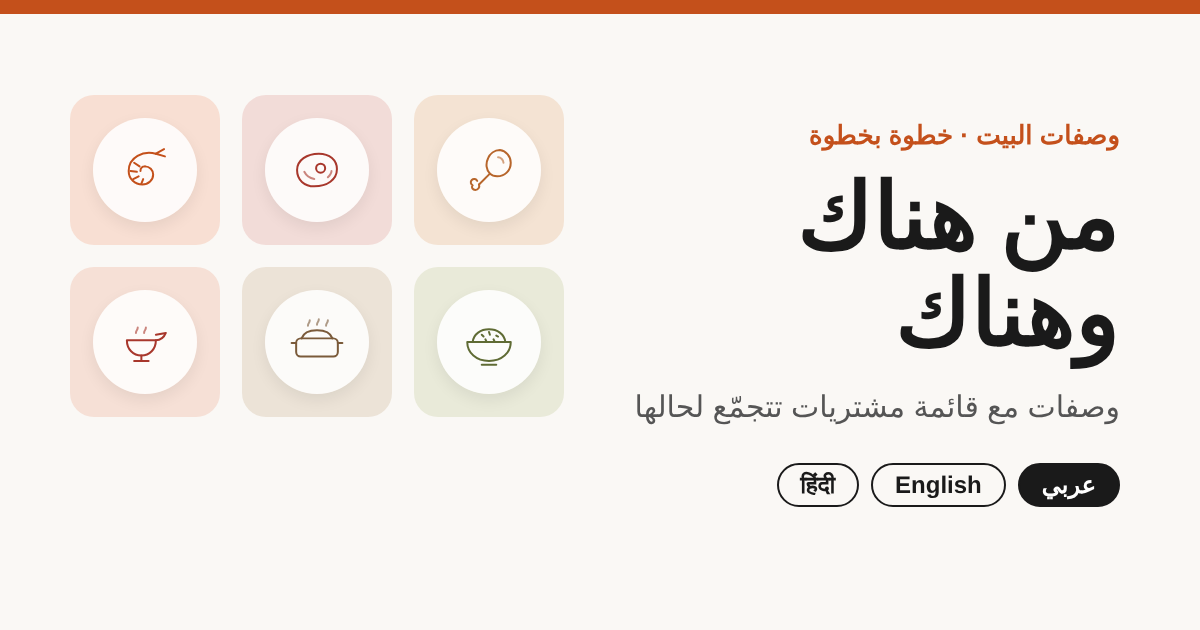 وصفات البيت · خطوة بخطوة
من هناك
وهناك
وصفات مع قائمة مشتريات تتجمّع لحالها
عربي English हिंदी